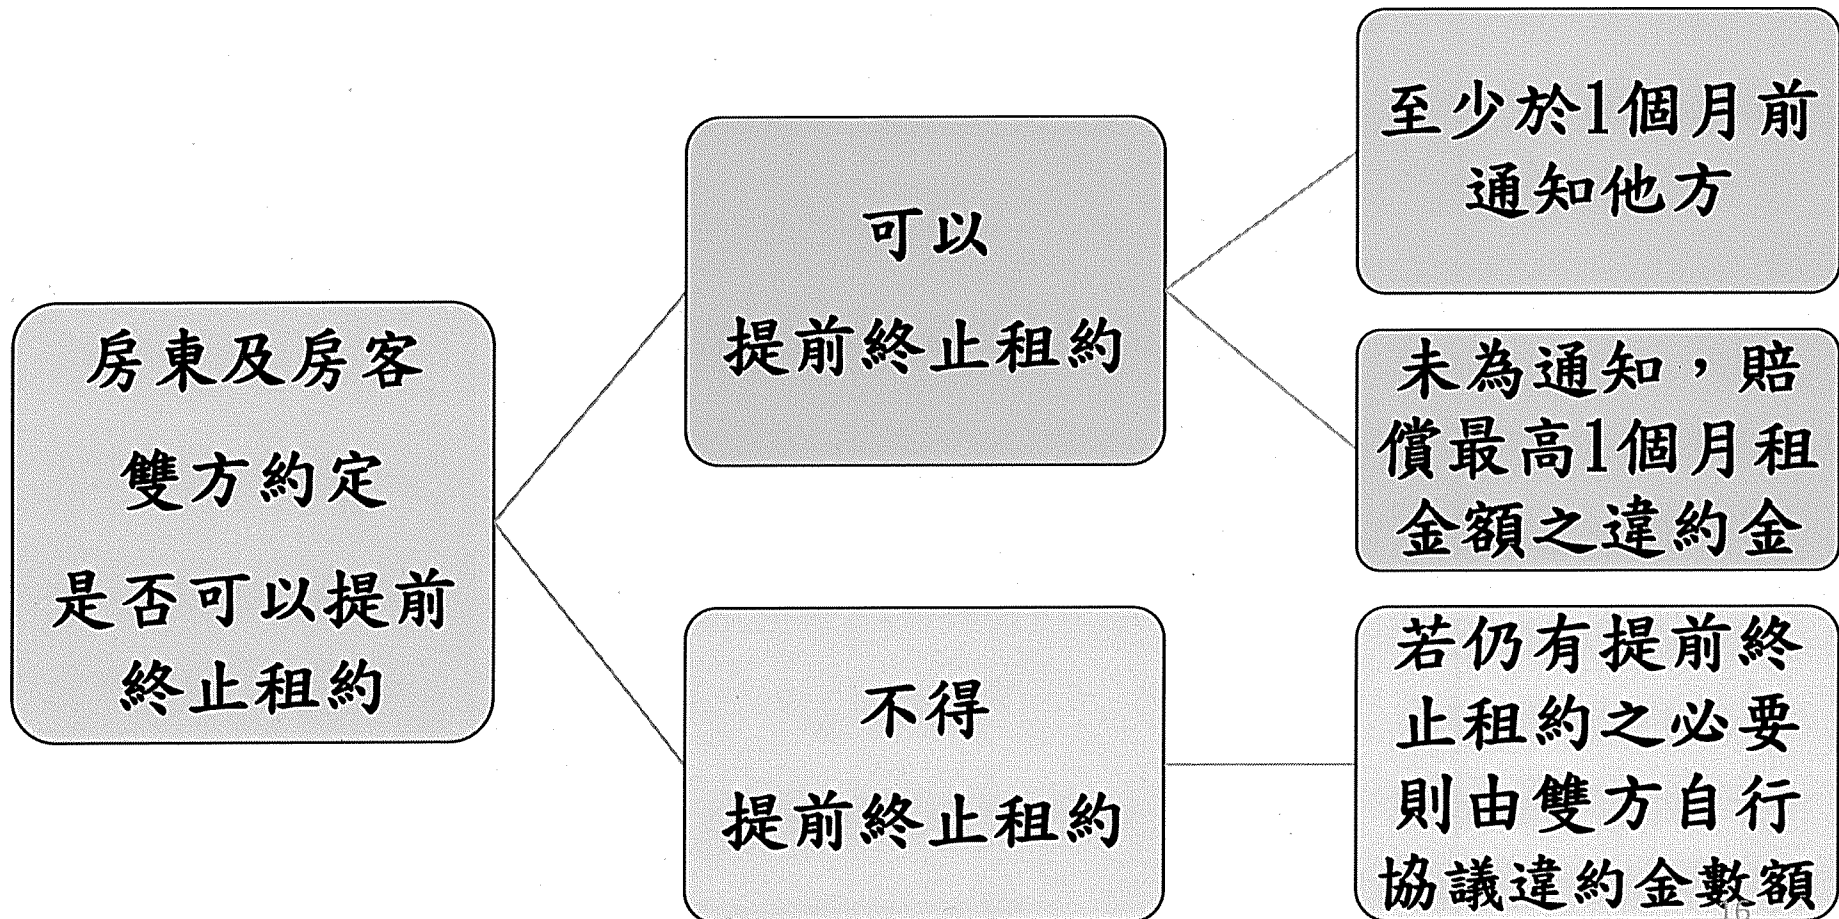 房東及房客
雙方約定
是否可以提前
終止租約
可以
提前終止租約
至少於1個月前
通知他方
未為通知，賠
償最高1個月租
金額之違約金
不得
提前終止租約
若仍有提前終
止租約之必要
則由雙方自行
協議違約金數額
16